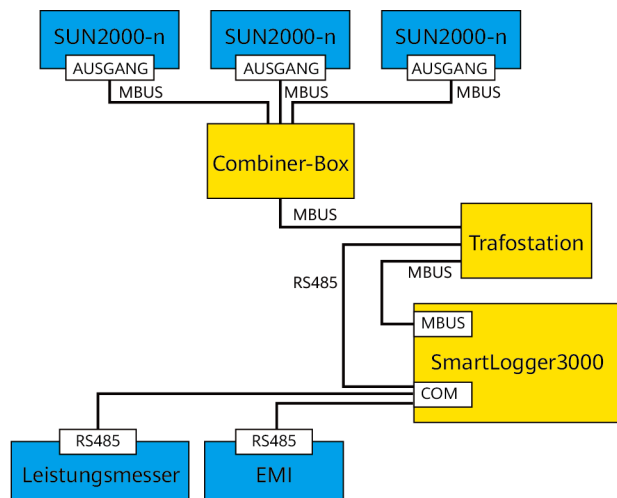 SUN2000-n
SUN2000-n
SUN2000-n
AUSGANG
AUSGANG
AUSGANG
MBUS
MBUS
MBUS
Combiner-Box
MBUS
Trafostation
MBUS
RS485
MBUS
SmartLogger3000
COM
RS485
RS485
Leistungsmesser
EMI